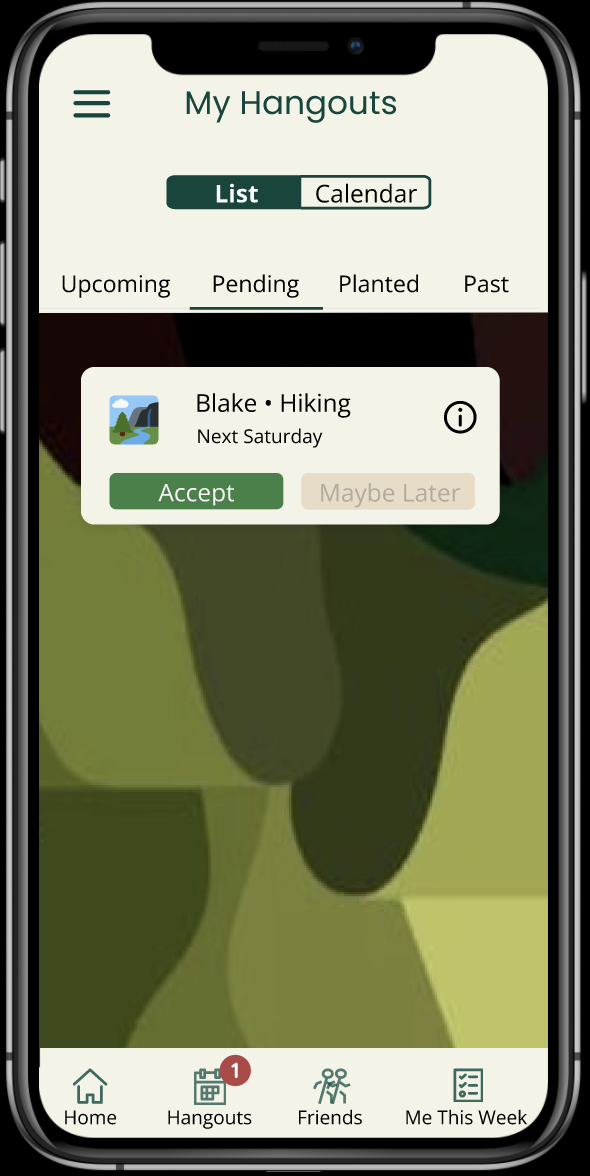 My Hangouts
List Calendar
Upcoming Pending Planted Past
Blake • Hiking
Next Saturday
Accept Maybe Later
1
Home Hangouts Friends Me This Week